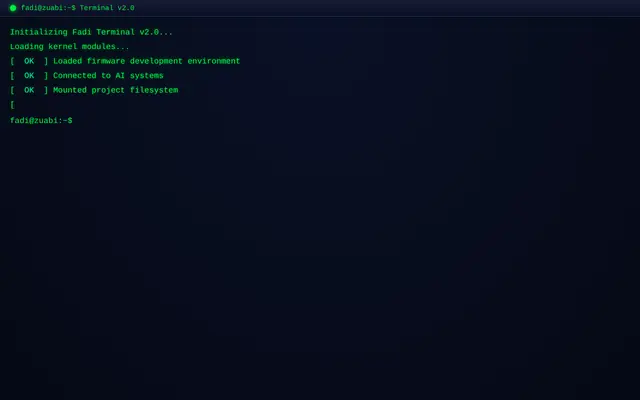 fadi@zuabi:~$ Terminal v2.0
Initializing Fadi Terminal v2.0...
Loading kernel modules...
[  OK  ] Loaded firmware development environment
[  OK  ] Connected to AI systems
[  OK  ] Mounted project filesystem
[
fadi@zuabi:~$